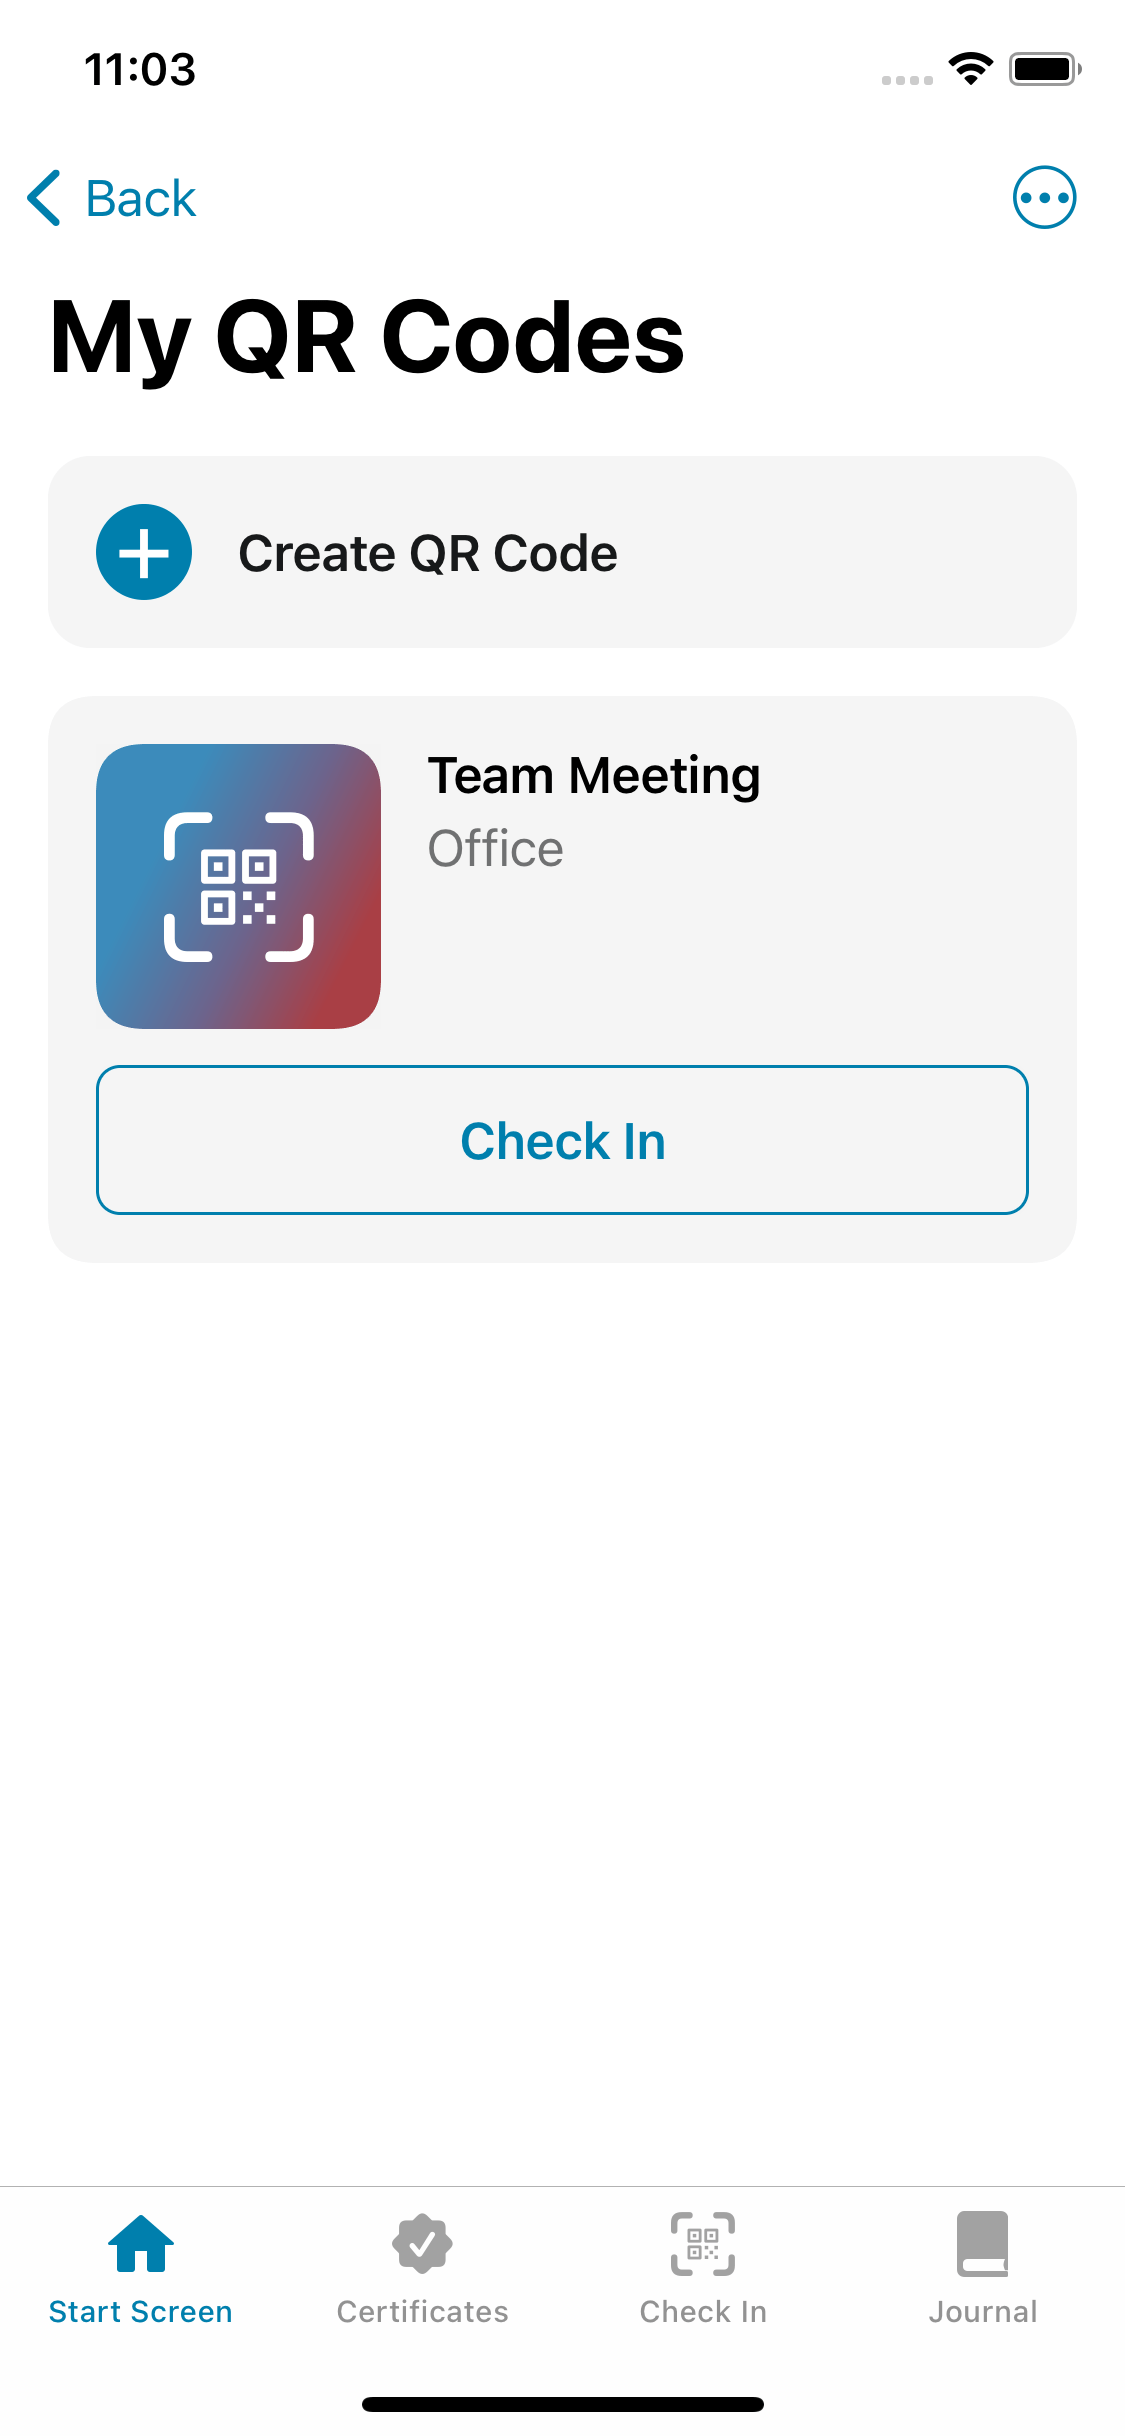 11:03
Back
My QR Codes
Create QR Code
Team Meeting
Office
Check In
Start Screen
Certificates
Check In
Journal